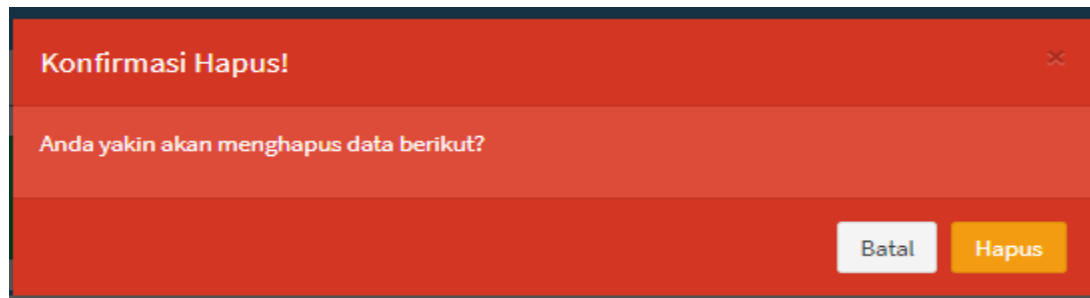 Konfirmasi Hapus!
×
Anda yakin akan menghapus data berikut?
Batal
Hapus